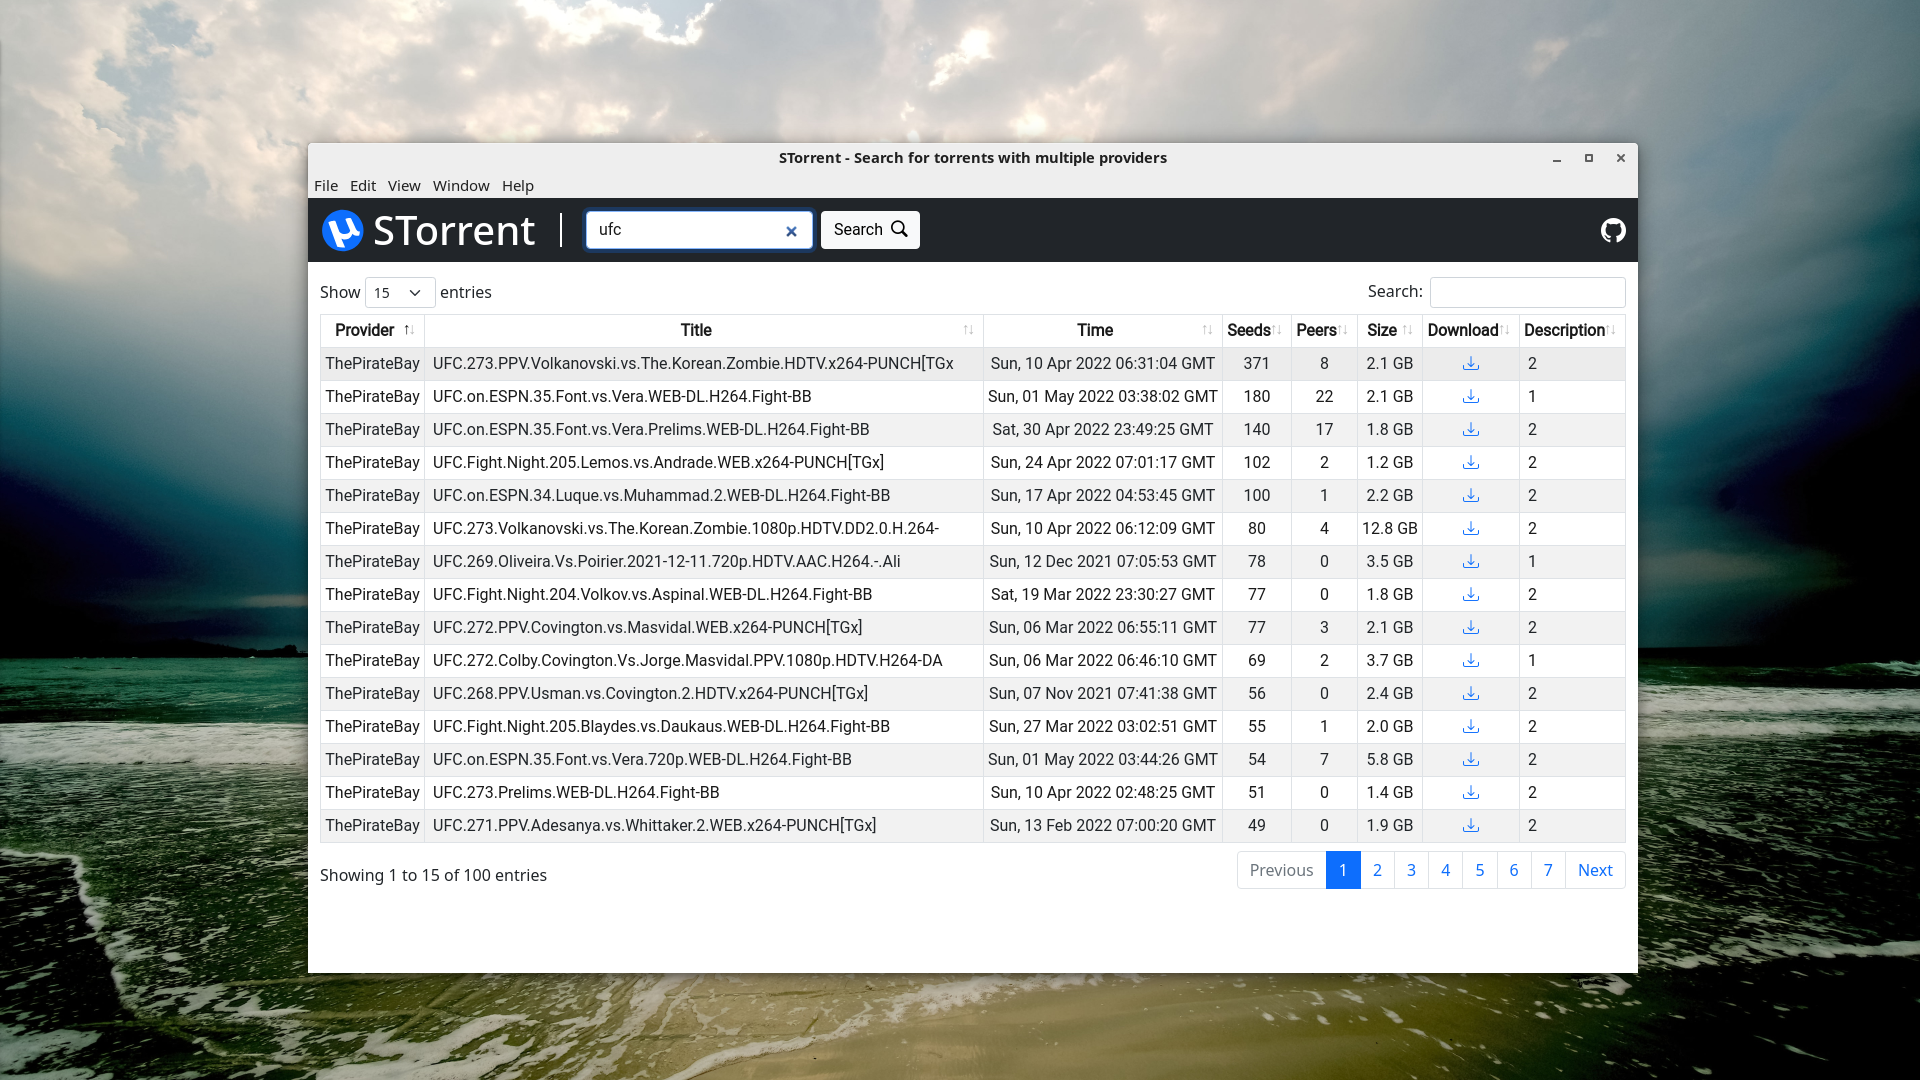 STorrent - Search for torrents with multiple providers
File Edit View Window Help
STorrent ufc Search
Show 15 entries Search:
Provider Title Time Seeds Peers Size Download Description
ThePirateBay UFC.273.PPV.Volkanovski.vs.The.Korean.Zombie.HDTV.x264-PUNCH[TGx Sun, 10 Apr 2022 06:31:04 GMT 371 8 2.1 GB 2
ThePirateBay UFC.on.ESPN.35.Font.vs.Vera.WEB-DL.H264.Fight-BB Sun, 01 May 2022 03:38:02 GMT 180 22 2.1 GB 1
ThePirateBay UFC.on.ESPN.35.Font.vs.Vera.Prelims.WEB-DL.H264.Fight-BB Sat, 30 Apr 2022 23:49:25 GMT 140 17 1.8 GB 2
ThePirateBay UFC.Fight.Night.205.Lemos.vs.Andrade.WEB.x264-PUNCH[TGx] Sun, 24 Apr 2022 07:01:17 GMT 102 2 1.2 GB 2
ThePirateBay UFC.on.ESPN.34.Luque.vs.Muhammad.2.WEB-DL.H264.Fight-BB Sun, 17 Apr 2022 04:53:45 GMT 100 1 2.2 GB 2
ThePirateBay UFC.273.Volkanovski.vs.The.Korean.Zombie.1080p.HDTV.DD2.0.H.264- Sun, 10 Apr 2022 06:12:09 GMT 80 4 12.8 GB 2
ThePirateBay UFC.269.Oliveira.Vs.Poirier.2021-12-11.720p.HDTV.AAC.H264.-.Ali Sun, 12 Dec 2021 07:05:53 GMT 78 0 3.5 GB 1
ThePirateBay UFC.Fight.Night.204.Volkov.vs.Aspinal.WEB-DL.H264.Fight-BB Sat, 19 Mar 2022 23:30:27 GMT 77 0 1.8 GB 2
ThePirateBay UFC.272.PPV.Covington.vs.Masvidal.WEB.x264-PUNCH[TGx] Sun, 06 Mar 2022 06:55:11 GMT 77 3 2.1 GB 2
ThePirateBay UFC.272.Colby.Covington.Vs.Jorge.Masvidal.PPV.1080p.HDTV.H264-DA Sun, 06 Mar 2022 06:46:10 GMT 69 2 3.7 GB 1
ThePirateBay UFC.268.PPV.Usman.vs.Covington.2.HDTV.x264-PUNCH[TGx] Sun, 07 Nov 2021 07:41:38 GMT 56 0 2.4 GB 2
ThePirateBay UFC.Fight.Night.205.Blaydes.vs.Daukaus.WEB-DL.H264.Fight-BB Sun, 27 Mar 2022 03:02:51 GMT 55 1 2.0 GB 2
ThePirateBay UFC.on.ESPN.35.Font.vs.Vera.720p.WEB-DL.H264.Fight-BB Sun, 01 May 2022 03:44:26 GMT 54 7 5.8 GB 2
ThePirateBay UFC.273.Prelims.WEB-DL.H264.Fight-BB Sun, 10 Apr 2022 02:48:25 GMT 51 0 1.4 GB 2
ThePirateBay UFC.271.PPV.Adesanya.vs.Whittaker.2.WEB.x264-PUNCH[TGx] Sun, 13 Feb 2022 07:00:20 GMT 49 0 1.9 GB 2
Showing 1 to 15 of 100 entries Previous 1 2 3 4 5 6 7 Next